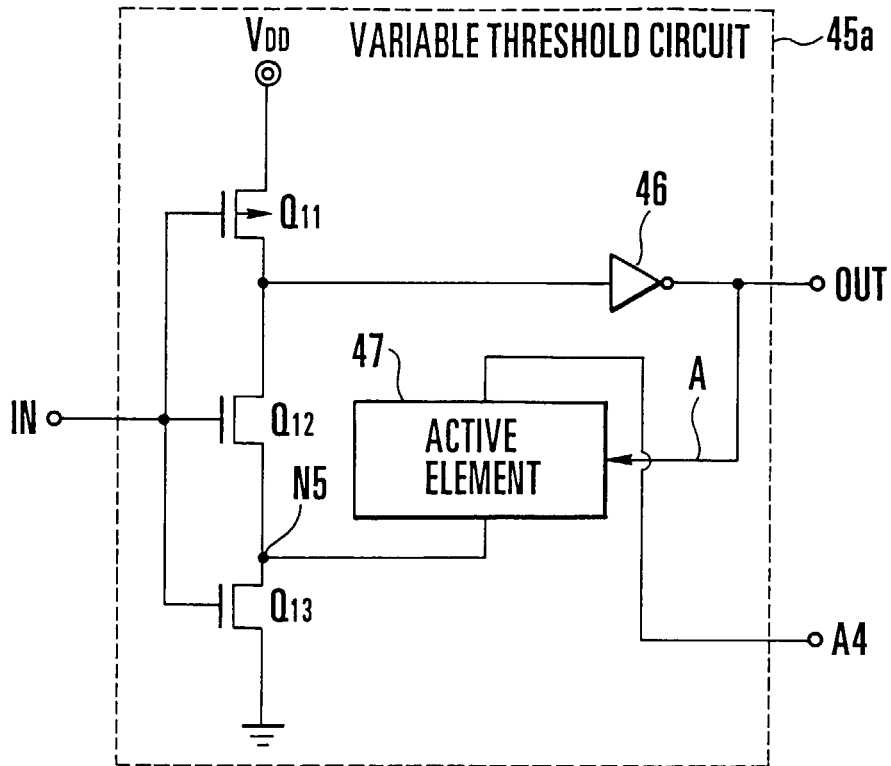 VDD
VARIABLE THRESHOLD CIRCUIT
45a
Q11
46
OUT
47
A
IN
Q12
ACTIVE
ELEMENT
N5
Q13
A4